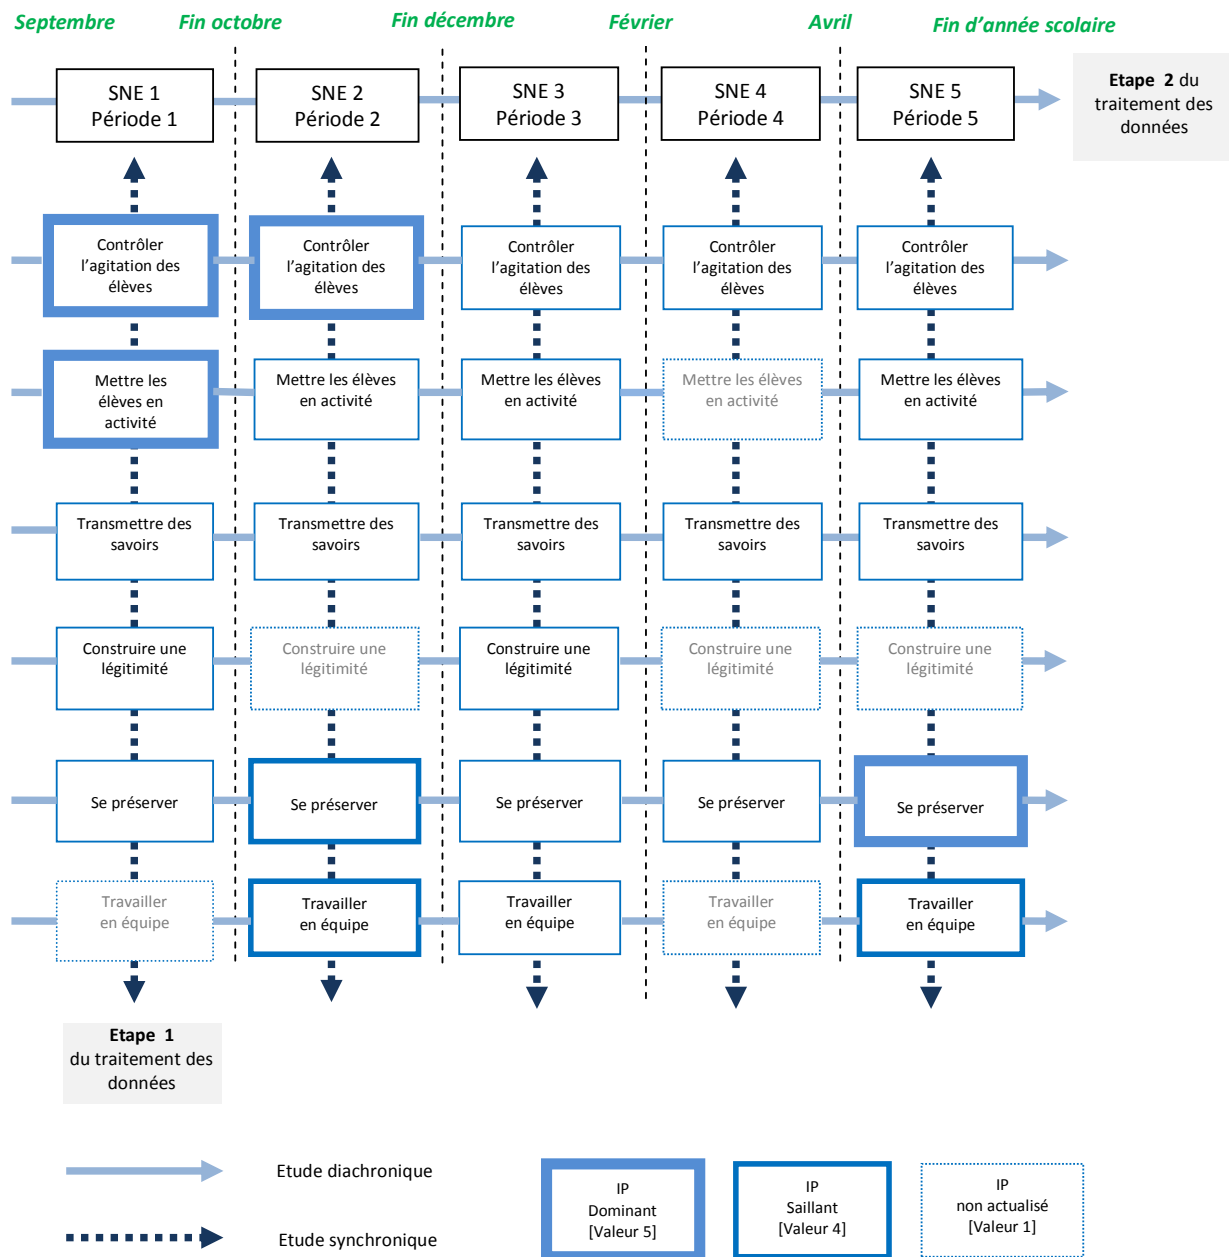 Septembre Fin octobre Fin décembre Février Avril Fin d'année scolaire
SNE 1
Période 1
SNE 2
Période 2
SNE 3
Période 3
SNE 4
Période 4
SNE 5
Période 5
Etape 2 du
traitement des
données
Contrôler
l'agitation des
élèves
Contrôler
l'agitation des
élèves
Contrôler
l'agitation des
élèves
Contrôler
l'agitation des
élèves
Contrôler
l'agitation des
élèves
Mettre les
élèves en
activité
Mettre les élèves
en activité
Mettre les élèves
en activité
Mettre les élèves
en activité
Mettre les élèves
en activité
Transmettre des
savoirs
Transmettre des
savoirs
Transmettre des
savoirs
Transmettre des
savoirs
Transmettre des
savoirs
Construire une
légitimité
Construire une
légitimité
Construire une
légitimité
Construire une
légitimité
Construire une
légitimité
Se préserver
Se préserver
Se préserver
Se préserver
Se préserver
Travailler
en équipe
Travailler
en équipe
Travailler
en équipe
Travailler
en équipe
Travailler
en équipe
Etape 1
du traitement des
données
Etude diachronique
Etude synchronique
IP
Dominant
[Valeur 5]
IP
Saillant
[Valeur 4]
IP
non actualisé
[Valeur 1]